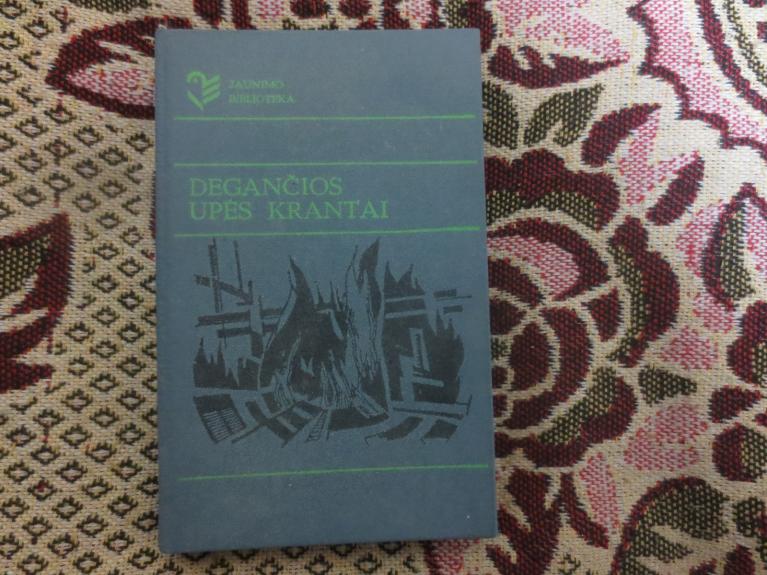 JAUNIMO
BIBLIOTEKA
DEGANČIOS
UPĖS KRANTAI